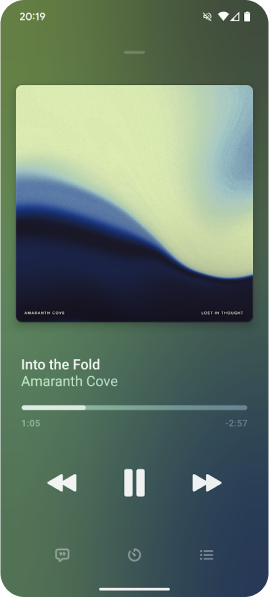 20:19
AMARANTH COVE
LOST IN THOUGHT
Into the Fold
Amaranth Cove
1:05
-2:57